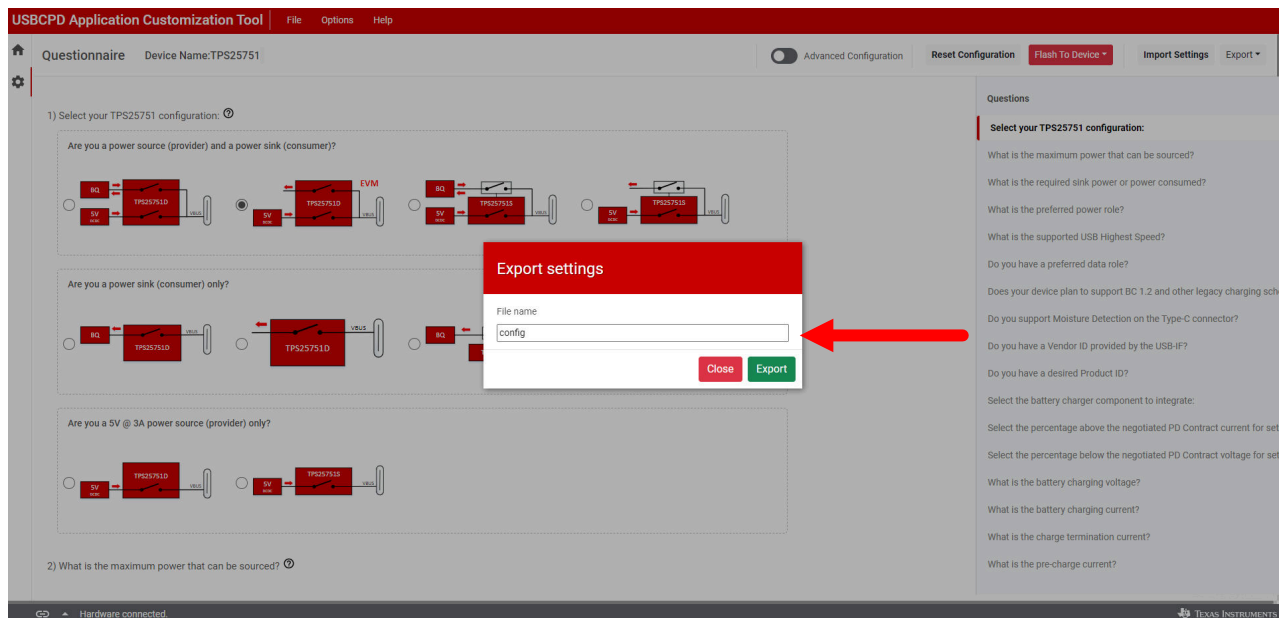 USBCPD Application Customization Tool File Options Help
Questionnaire Device Name:TPS25751 Advanced Configuration Reset Configuration Flash To Device Import Settings Export
1) Select your TPS25751 configuration:
Are you a power source (provider) and a power sink (consumer)?
BQ
TPS25751D
5V
DCDC
VBUS
EVM
TPS25751D
5V
DCDC
VBUS
BQ
TPS25751S
5V
DCDC
VBUS
TPS25751S
5V
DCDC
VBUS
Are you a power sink (consumer) only?
BQ
TPS25751D
VBUS
TPS25751D
VBUS
BQ
Are you a 5V @ 3A power source (provider) only?
TPS25751D
5V
DCDC
VBUS
TPS25751S
5V
DCDC
VBUS
2) What is the maximum power that can be sourced?
Export settings
File name
config
Close Export
Questions
Select your TPS25751 configuration:
What is the maximum power that can be sourced?
What is the required sink power or power consumed?
What is the preferred power role?
What is the supported USB Highest Speed?
Do you have a preferred data role?
Does your device plan to support BC 1.2 and other legacy charging sche
Do you support Moisture Detection on the Type-C connector?
Do you have a Vendor ID provided by the USB-IF?
Do you have a desired Product ID?
Select the battery charger component to integrate:
Select the percentage above the negotiated PD Contract current for set
Select the percentage below the negotiated PD Contract voltage for set
What is the battery charging voltage?
What is the battery charging current?
What is the charge termination current?
What is the pre-charge current?
Hardware connected.
TEXAS INSTRUMENTS